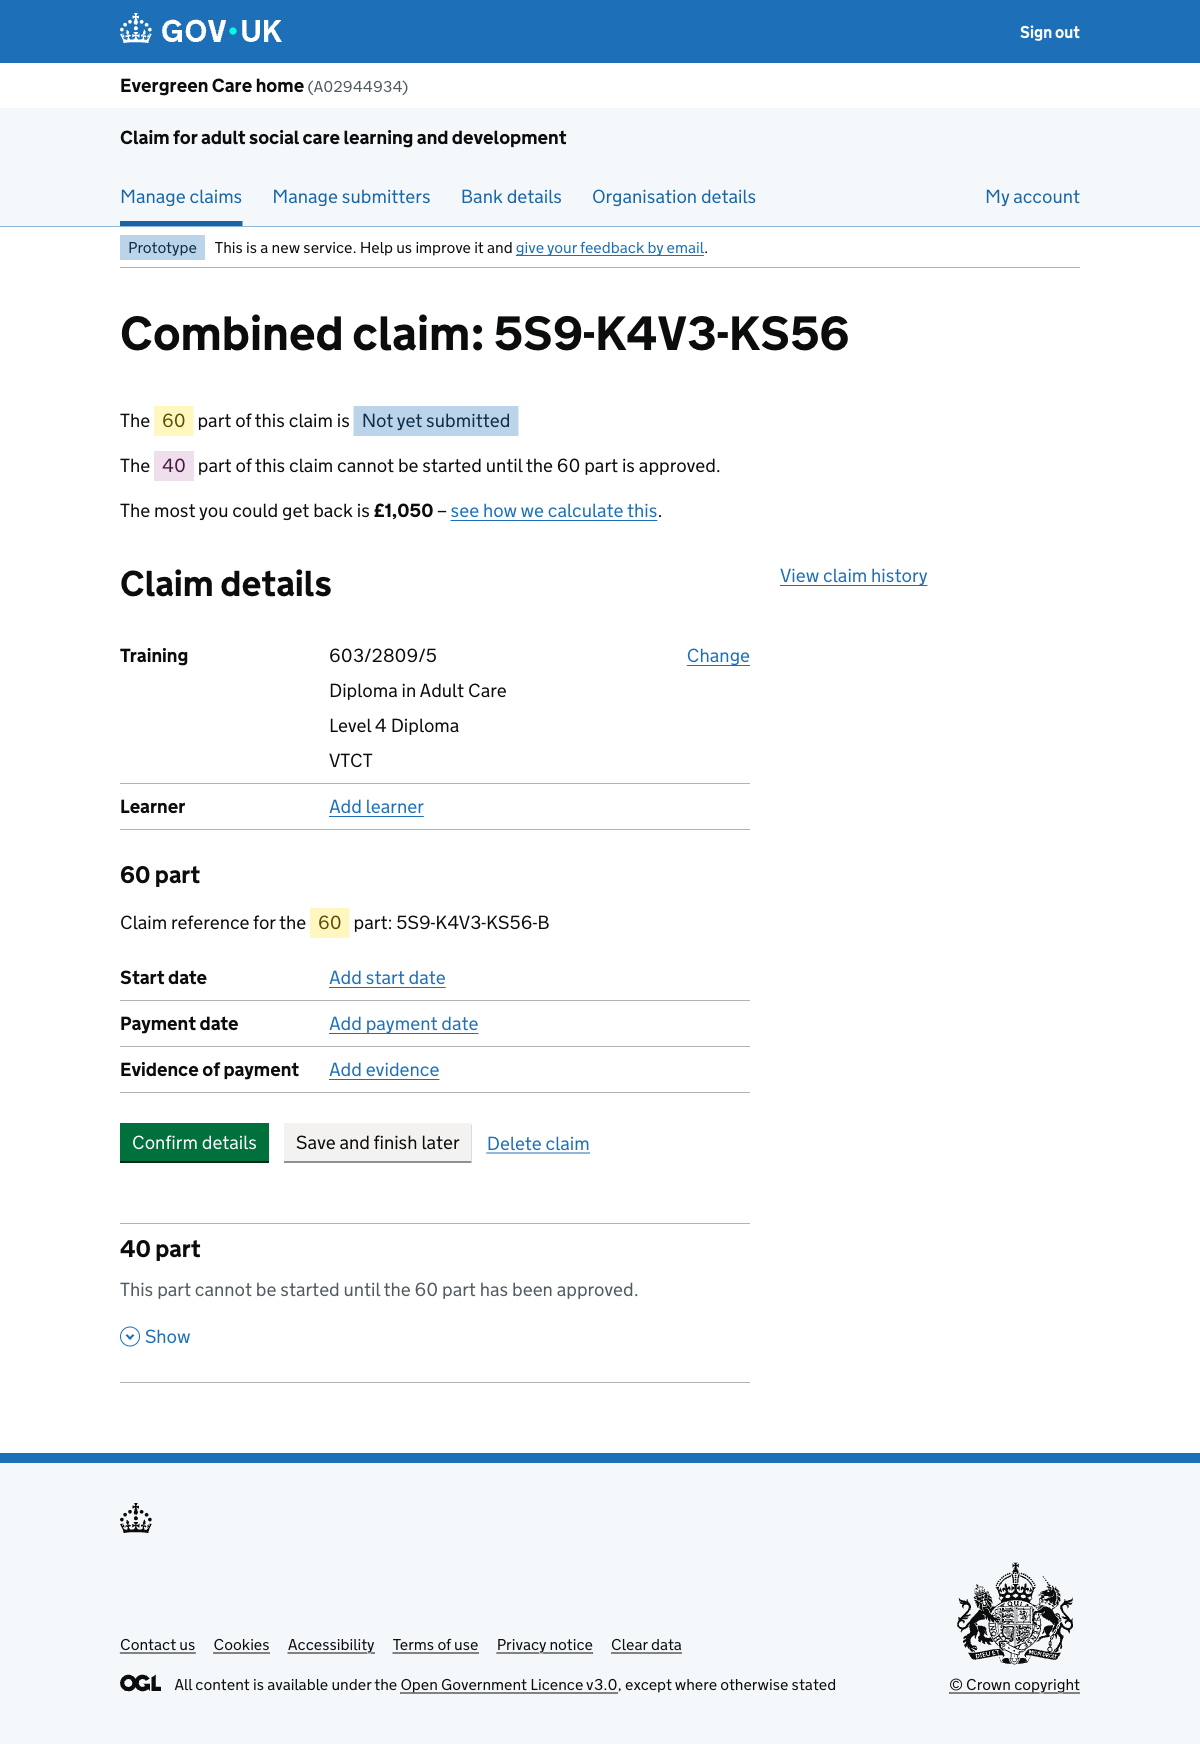 GOV·UK
Sign out
Evergreen Care home (A02944934)
Claim for adult social care learning and development
Manage claims Manage submitters Bank details Organisation details My account
Prototype This is a new service. Help us improve it and give your feedback by email.
Combined claim: 5S9-K4V3-KS56
The 60 part of this claim is Not yet submitted
The 40 part of this claim cannot be started until the 60 part is approved.
The most you could get back is £1,050 – see how we calculate this.
Claim details
View claim history
Training 603/2809/5 Change
Diploma in Adult Care
Level 4 Diploma
VTCT
Learner Add learner
60 part
Claim reference for the 60 part: 5S9-K4V3-KS56-B
Start date Add start date
Payment date Add payment date
Evidence of payment Add evidence
Confirm details Save and finish later Delete claim
40 part
This part cannot be started until the 60 part has been approved.
Show
Contact us Cookies Accessibility Terms of use Privacy notice Clear data
OGL All content is available under the Open Government Licence v3.0, except where otherwise stated
© Crown copyright